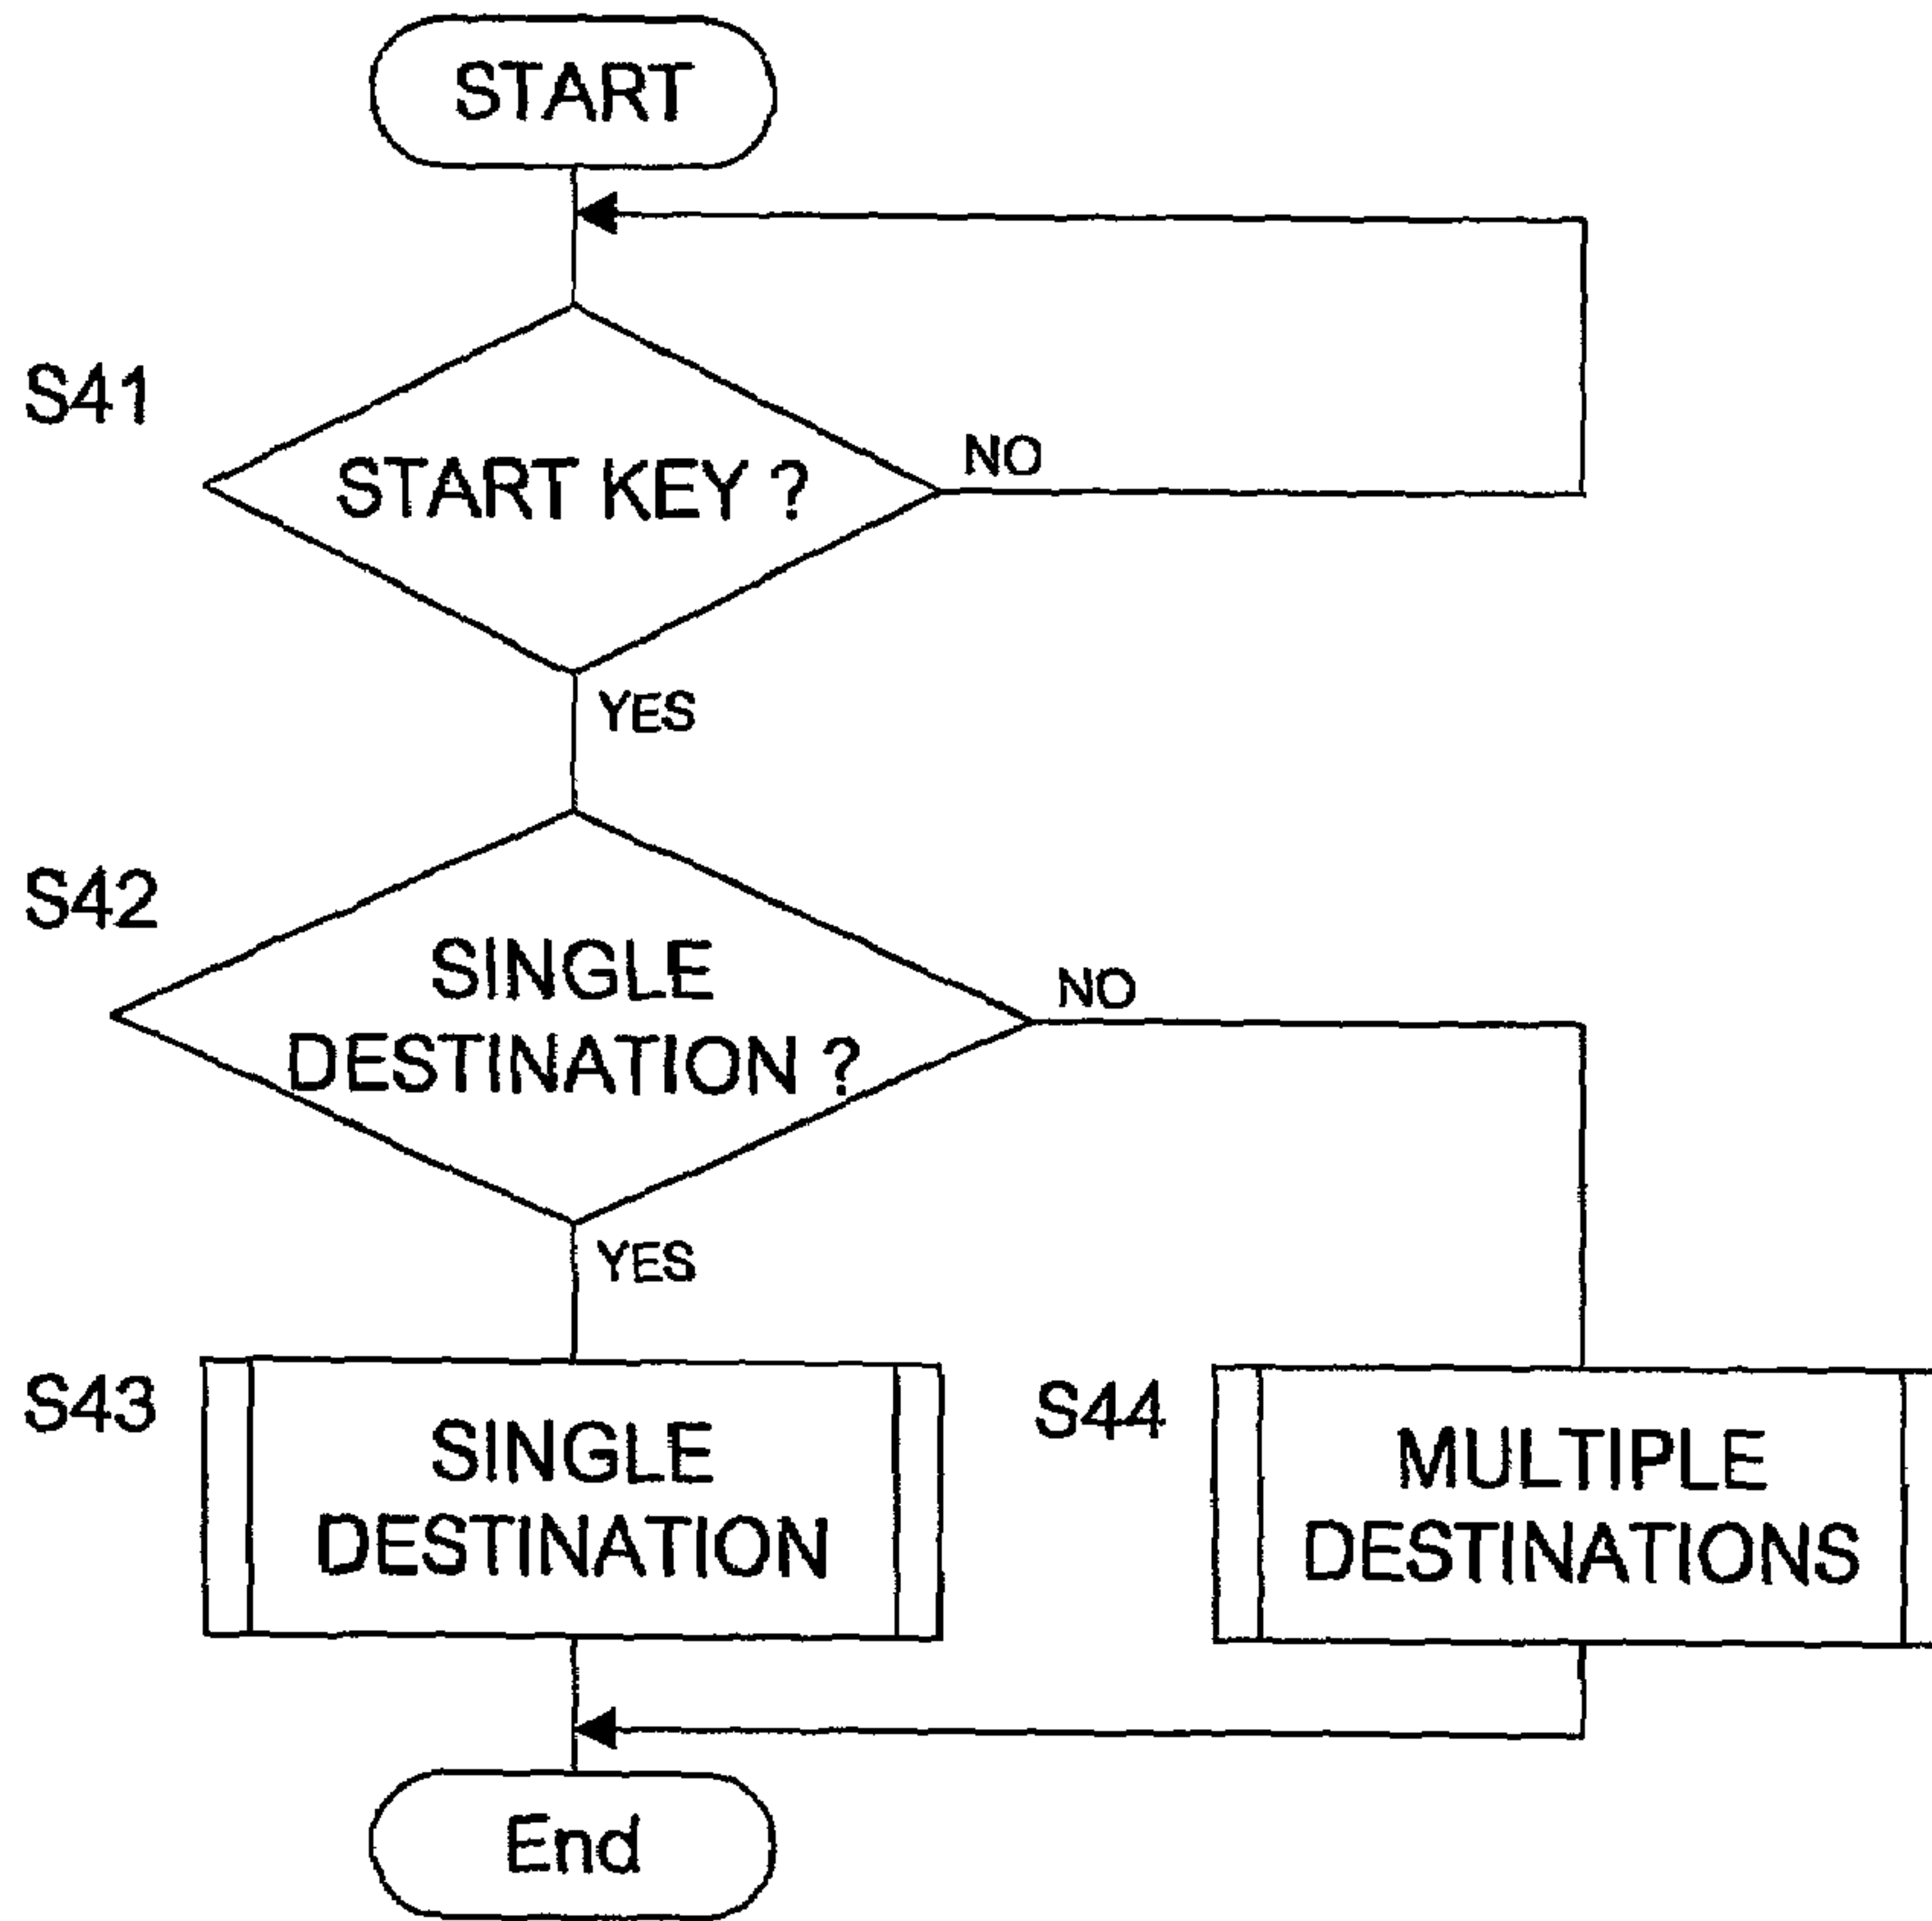 START
S41
START KEY ?
NO
YES
S42
SINGLE
DESTINATION ?
NO
YES
S43
SINGLE
DESTINATION
S44
MULTIPLE
DESTINATIONS
End